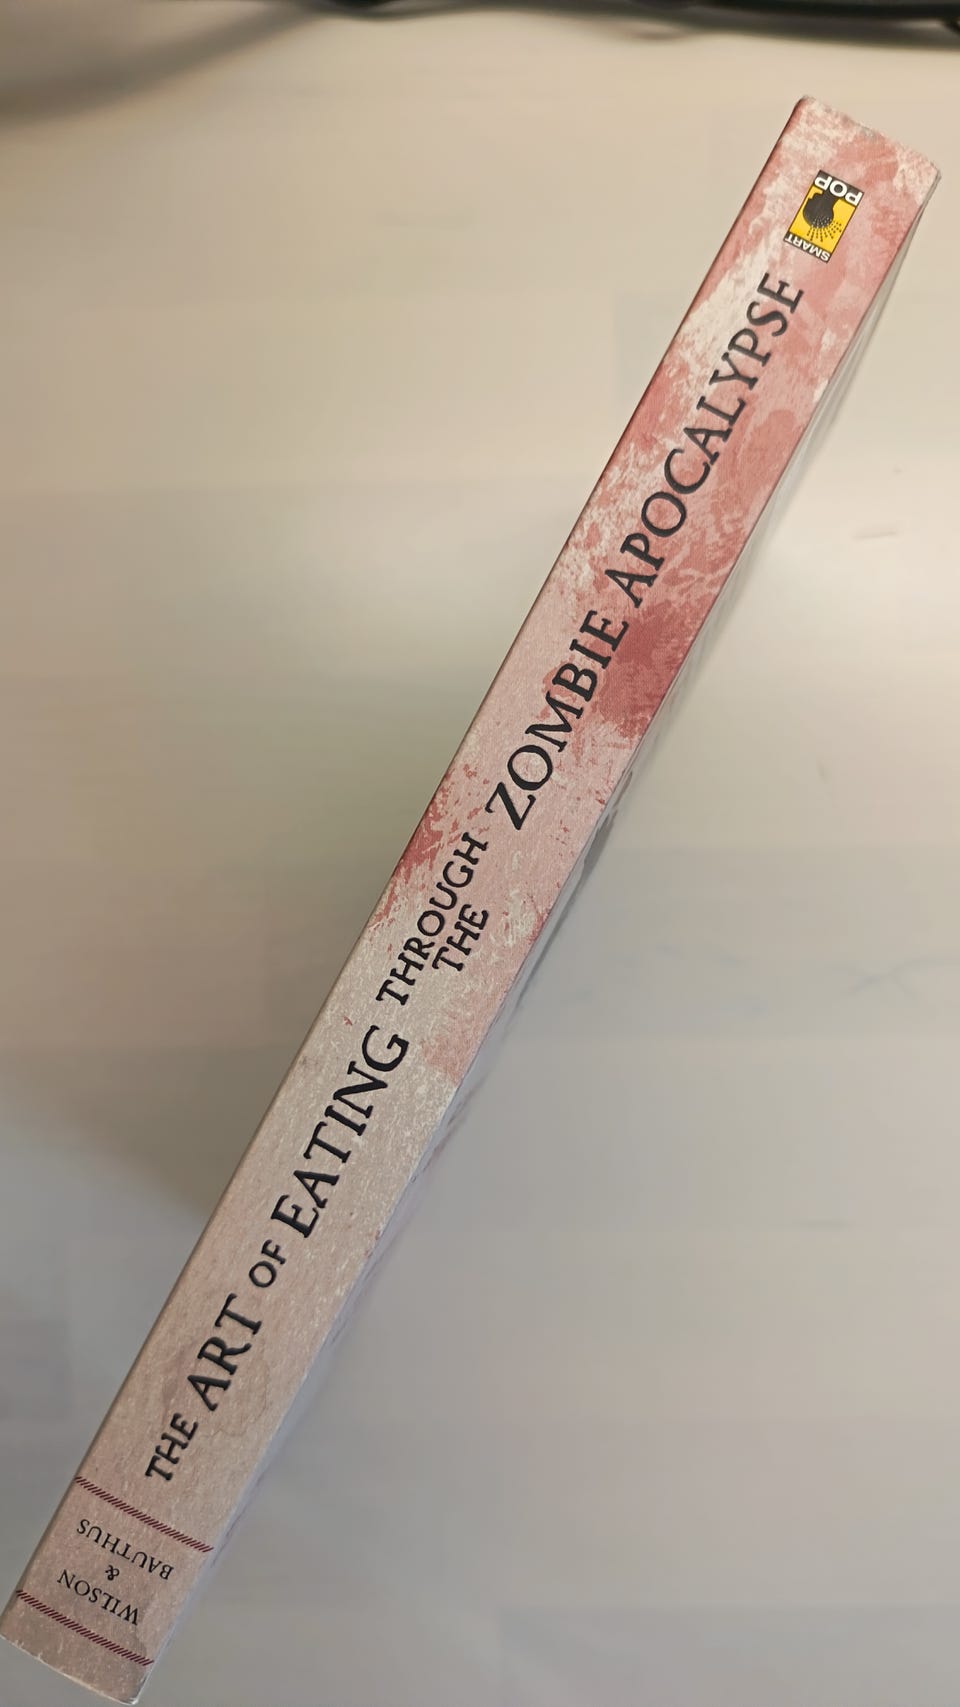 WILSON
&
BAUTHUS
THE ART OF EATING THROUGH
THE ZOMBIE APOCALYPSE
SMART
POP